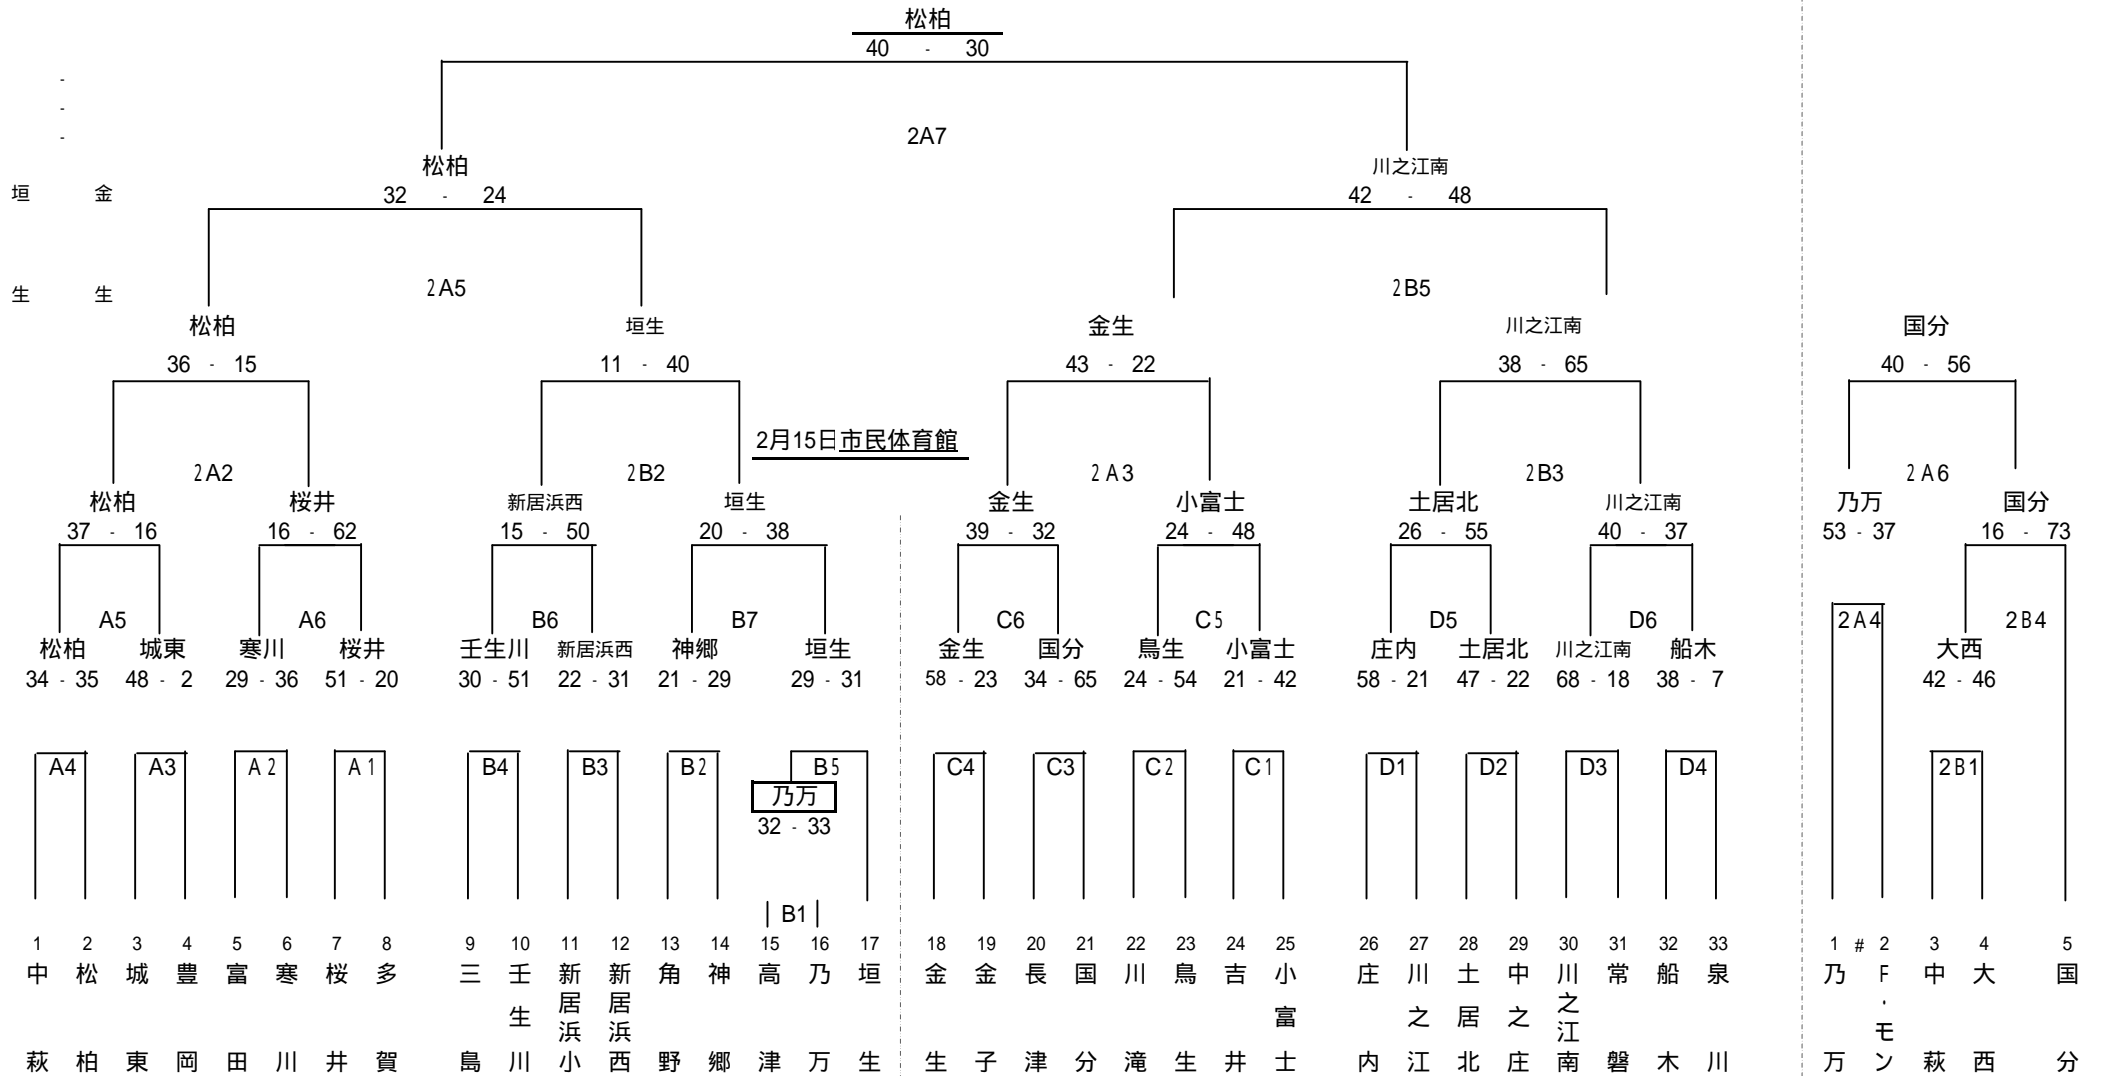 松柏
40 - 30
-
-
-
2A7
松柏 川之江南
垣 金 32 - 24 42 - 48
生 生 2A5 2B5
松柏 垣生 金生 川之江南 国分
36 - 15 11 - 40 43 - 22 38 - 65 40 - 56
2月15日市民体育館
2A2 2B2 2A3 2B3 2A6
松柏 桜井 新居浜西 垣生 金生 小富士 土居北 川之江南 乃万 国分
37 - 16 16 - 62 15 - 50 20 - 38 39 - 32 24 - 48 26 - 55 40 - 37 53 - 37 16 - 73
A5 A6 B6 B7 C6 C5 D5 D6 2A4 2B4
松柏 城東 寒川 桜井 壬生川 新居浜西 神郷 垣生 金生 国分 鳥生 小富士 庄内 土居北 川之江南 船木 大西
34 - 35 48 - 2 29 - 36 51 - 20 30 - 51 22 - 31 21 - 29 29 - 31 58 - 23 34 - 65 24 - 54 21 - 42 58 - 21 47 - 22 68 - 18 38 - 7 42 - 46
A4 A3 A2 A1 B4 B3 B2 B5 C4 C3 C2 C1 D1 D2 D3 D4 2B1
乃万
32 - 33
B1
1 2 3 4 5 6 7 8 9 10 11 12 13 14 15 16 17 18 19 20 21 22 23 24 25 26 27 28 29 30 31 32 33 1 # 2 3 4 5
中萩
松柏
城東
豊岡
富田
寒川
桜井
多賀
三島
壬生川
新居浜小
新居浜西
角野
神郷
高津
乃万
垣生
金生
金子
長津
国分
川滝
鳥生
吉井
小富士
庄内
川之江
土居北
中之庄
川之江南
常磐
船木
泉川
乃万
F・モン
中萩
大西
国分